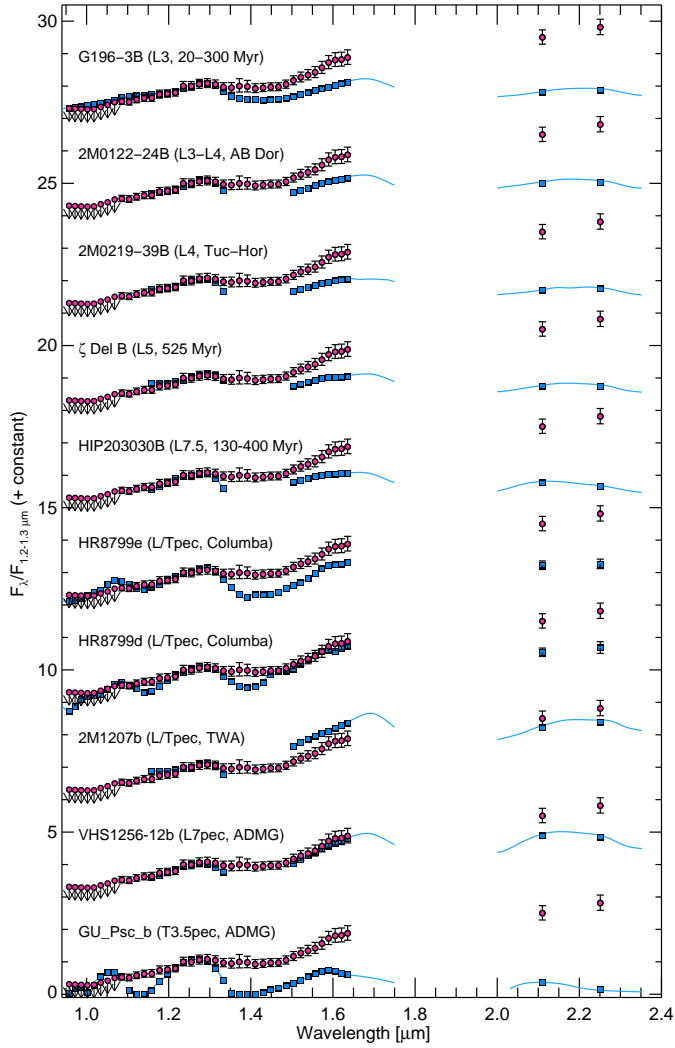 30
G196−3B (L3, 20−300 Myr)
2M0122−24B (L3−L4, AB Dor)
25
2M0219−39B (L4, Tuc−Hor)
20
ζ Del B (L5, 525 Myr)
HIP203030B (L7.5, 130-400 Myr)
15
HR8799e (L/Tpec, Columba)
HR8799d (L/Tpec, Columba)
10
2M1207b (L/Tpec, TWA)
VHS1256-12b (L7pec, ADMG)
5
GU_Psc_b (T3.5pec, ADMG)
0
F_λ/F_1.2-1.3 μm (+ constant)
1.0 1.2 1.4 1.6 1.8 2.0 2.2 2.4
Wavelength [μm]